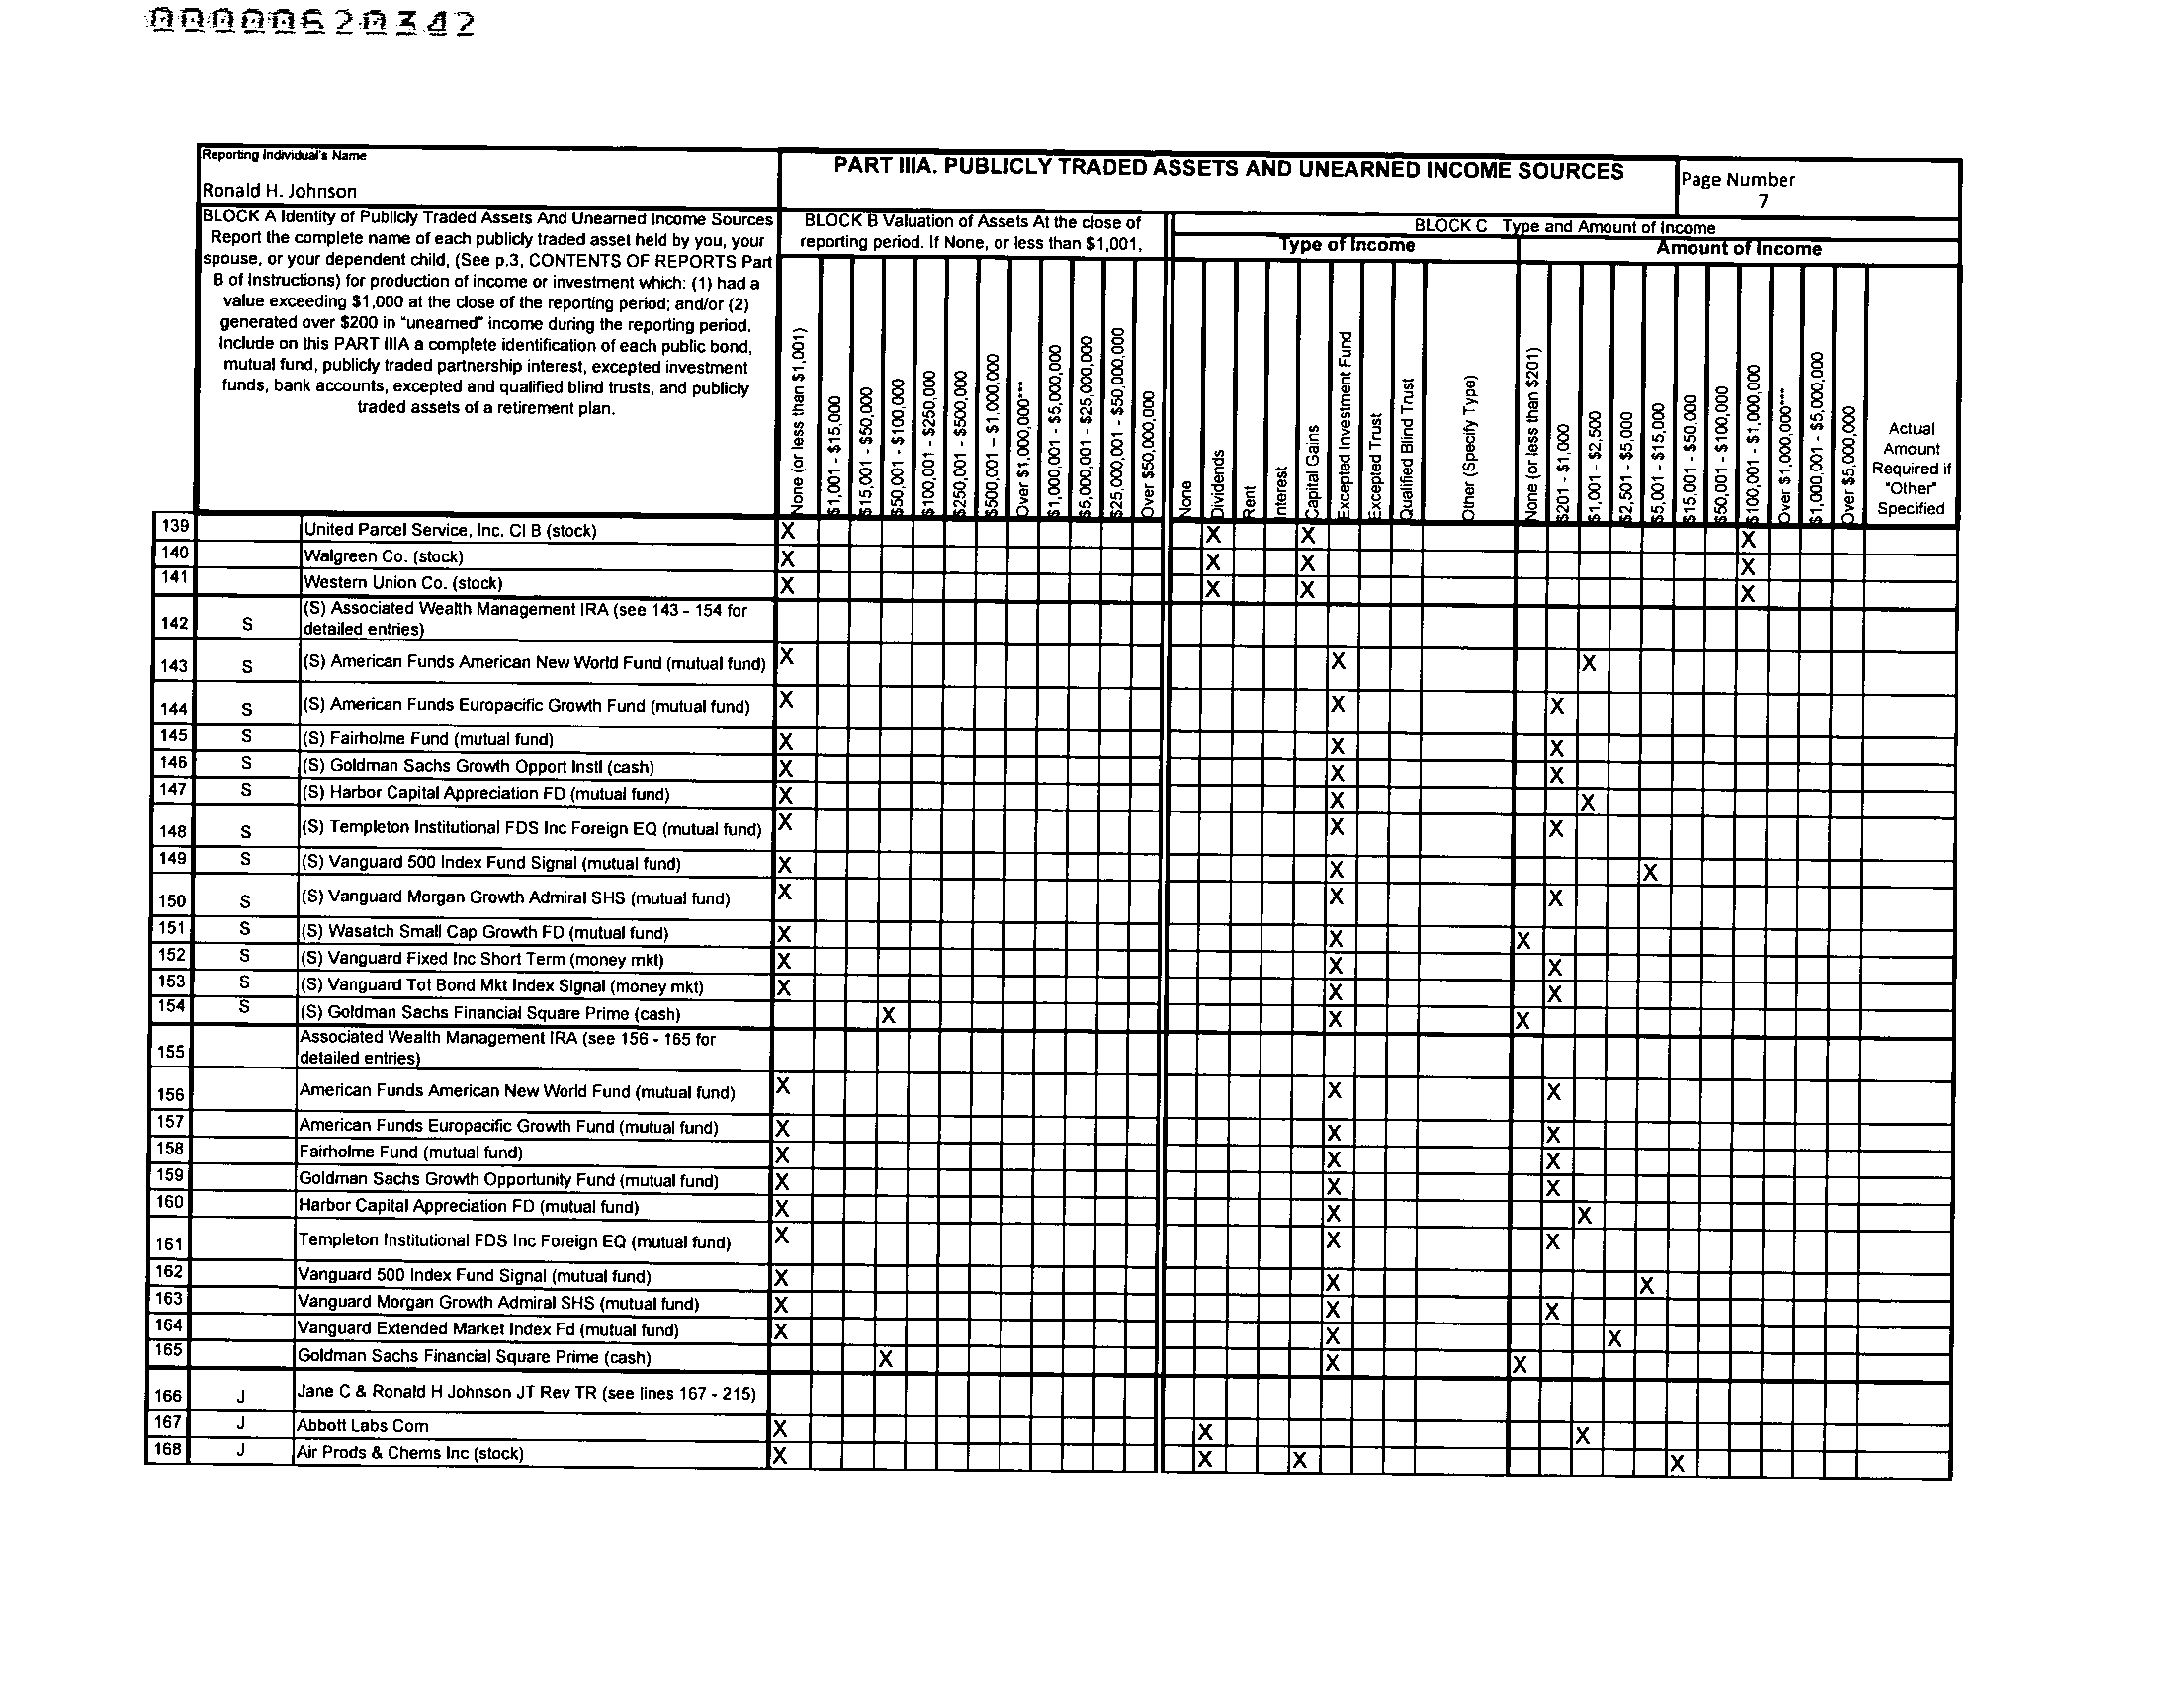 00000620342
Reporting Individual's Name
Ronald H. Johnson
PART IIIA. PUBLICLY TRADED ASSETS AND UNEARNED INCOME SOURCES
Page Number
7
BLOCK A Identity of Publicly Traded Assets And Unearned Income Sources
Report the complete name of each publicly traded asset held by you, your
spouse, or your dependent child, (See p.3, CONTENTS OF REPORTS Part
B of Instructions) for production of income or investment which: (1) had a
value exceeding $1,000 at the close of the reporting period; and/or (2)
generated over $200 in "unearned" income during the reporting period.
Include on this PART IIIA a complete identification of each public bond,
mutual fund, publicly traded partnership interest, excepted investment
funds, bank accounts, excepted and qualified blind trusts, and publicly
traded assets of a retirement plan.
BLOCK B Valuation of Assets At the close of
reporting period. If None, or less than $1,001,
BLOCK C Type and Amount of Income
Type of Income
Amount of Income
None (or less than $1,001)
$1,001 - $15,000
$15,001 - $50,000
$50,001 - $100,000
$100,001 - $250,000
$250,001 - $500,000
$500,001 – $1,000,000
Over $1,000,000***
$1,000,001 - $5,000,000
$5,000,001 - $25,000,000
$25,000,001 - $50,000,000
Over $50,000,000
None
Dividends
Rent
Interest
Capital Gains
Excepted Investment Fund
Excepted Trust
Qualified Blind Trust
Other (Specify Type)
None (or less than $201)
$201 - $1,000
$1,001 - $2,500
$2,501 - $5,000
$5,001 - $15,000
$15,001 - $50,000
$50,001 - $100,000
$100,001 - $1,000,000
Over $1,000,000***
$1,000,001 - $5,000,000
Over $5,000,000
Actual
Amount
Required if
"Other"
Specified
139 United Parcel Service, Inc. Cl B (stock) X X X X
140 Walgreen Co. (stock) X X X X
141 Western Union Co. (stock) X X X X
142 S (S) Associated Wealth Management IRA (see 143 - 154 for
detailed entries)
143 S (S) American Funds American New World Fund (mutual fund) X X X
144 S (S) American Funds Europacific Growth Fund (mutual fund) X X X
145 S (S) Fairholme Fund (mutual fund) X X X
146 S (S) Goldman Sachs Growth Opport Instl (cash) X X X
147 S (S) Harbor Capital Appreciation FD (mutual fund) X X X
148 S (S) Templeton Institutional FDS Inc Foreign EQ (mutual fund) X X X
149 S (S) Vanguard 500 Index Fund Signal (mutual fund) X X X
150 S (S) Vanguard Morgan Growth Admiral SHS (mutual fund) X X X
151 S (S) Wasatch Small Cap Growth FD (mutual fund) X X X
152 S (S) Vanguard Fixed Inc Short Term (money mkt) X X X
153 S (S) Vanguard Tot Bond Mkt Index Signal (money mkt) X X X
154 S (S) Goldman Sachs Financial Square Prime (cash) X X X
155 Associated Wealth Management IRA (see 156 - 165 for
detailed entries)
156 American Funds American New World Fund (mutual fund) X X X
157 American Funds Europacific Growth Fund (mutual fund) X X X
158 Fairholme Fund (mutual fund) X X X
159 Goldman Sachs Growth Opportunity Fund (mutual fund) X X X
160 Harbor Capital Appreciation FD (mutual fund) X X X
161 Templeton Institutional FDS Inc Foreign EQ (mutual fund) X X X
162 Vanguard 500 Index Fund Signal (mutual fund) X X X
163 Vanguard Morgan Growth Admiral SHS (mutual fund) X X X
164 Vanguard Extended Market Index Fd (mutual fund) X X X
165 Goldman Sachs Financial Square Prime (cash) X X X
166 J Jane C & Ronald H Johnson JT Rev TR (see lines 167 - 215)
167 J Abbott Labs Com X X X
168 J Air Prods & Chems Inc (stock) X X X X